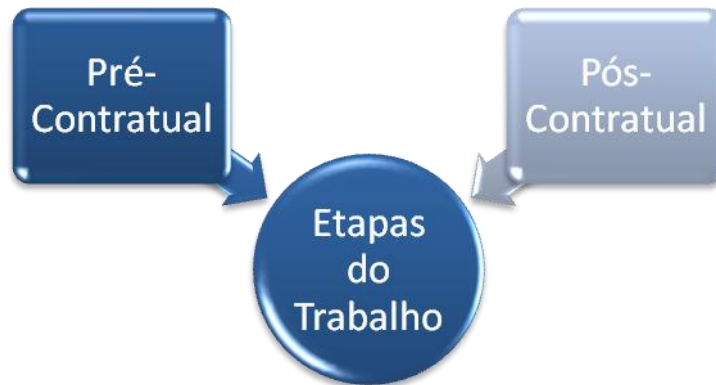 Pré-
Contratual
Pós-
Contratual
Etapas
do
Trabalho